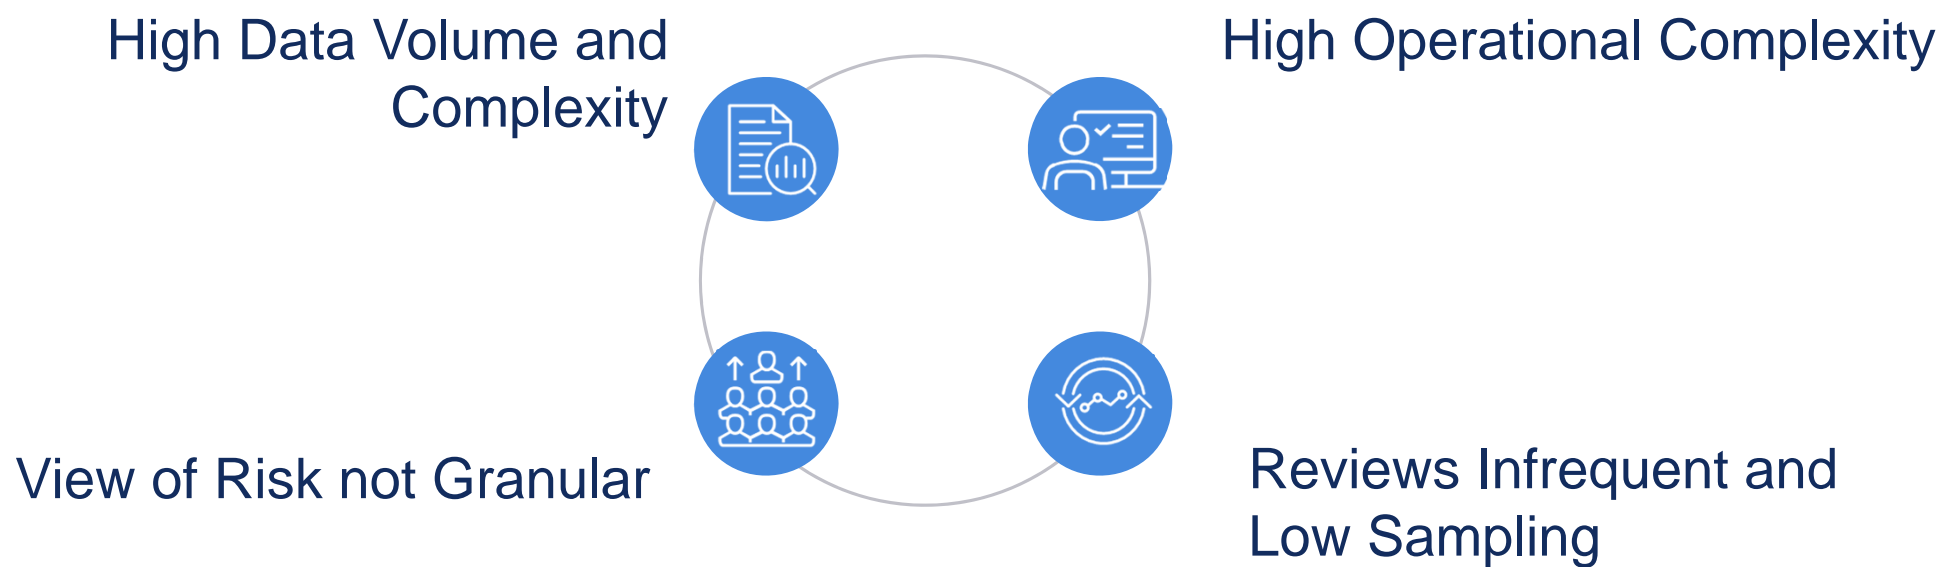 High Data Volume and
Complexity
High Operational Complexity
View of Risk not Granular
Reviews Infrequent and
Low Sampling